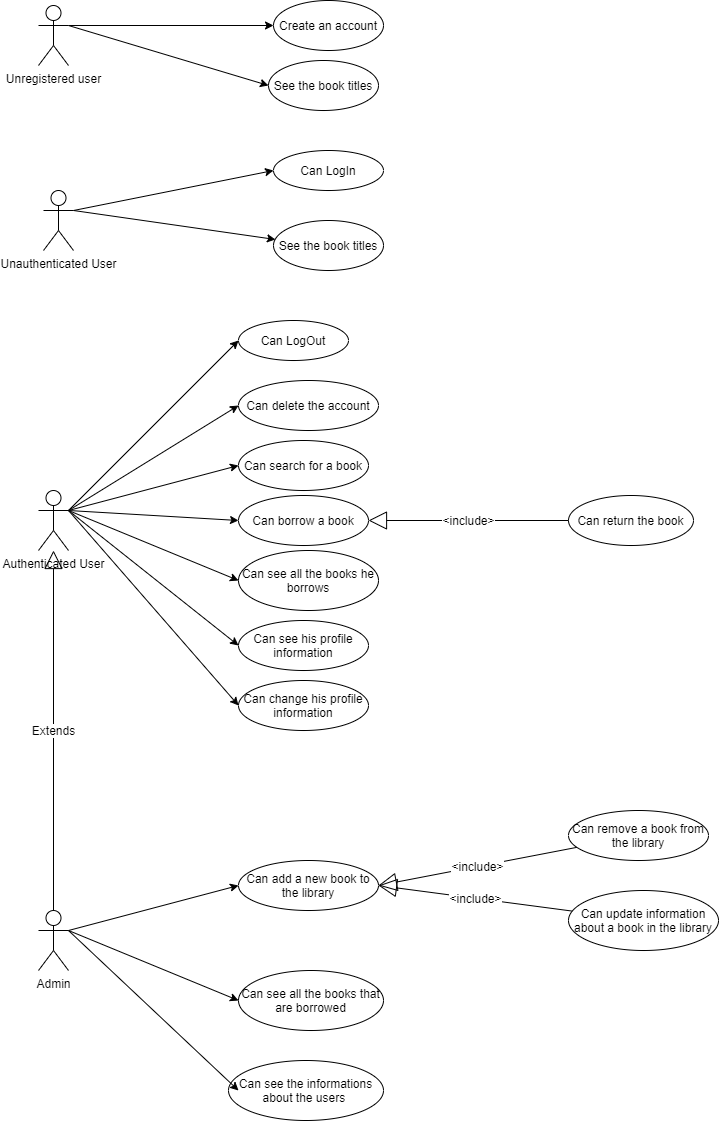 Create an account
Unregistered user
See the book titles
Can LogIn
See the book titles
Unauthenticated User
Can LogOut
Can delete the account
Can search for a book
Can borrow a book
<include>
Can return the book
Authenticated User
Can see all the books he
borrows
Can see his profile
information
Can change his profile
information
Extends
Can remove a book from
the library
<include>
Can add a new book to
the library
<include>
Can update information
about a book in the library
Admin
Can see all the books that
are borrowed
Can see the informations
about the users